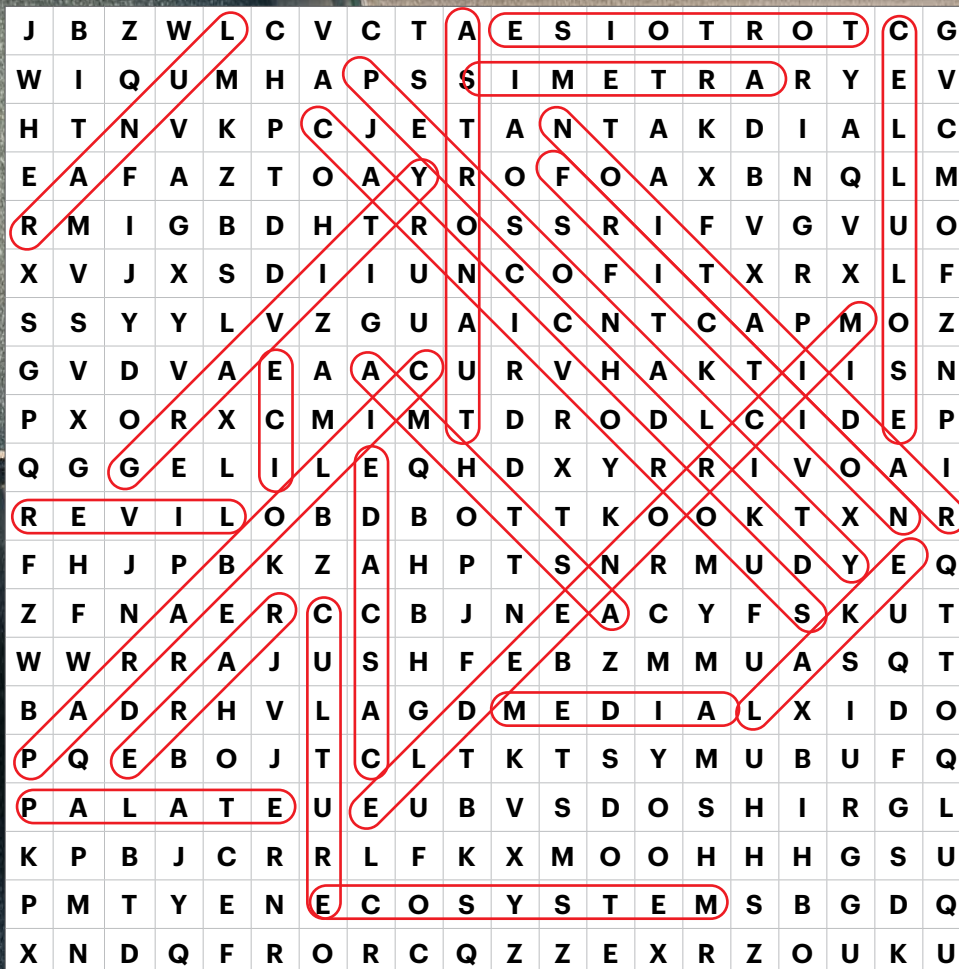 J B Z W L C V C T A E S I O T R O T C G
W I Q U M H A P S S I M E T R A R Y E V
H T N V K P C J E T A N T A K D I A L C
E A F A Z T O A Y R O F O A X B N Q L M
R M I G B D H T R O S S R I F V G V U O
X V J X S D I I U N C O F I T X R X L F
S S Y Y L V Z G U A I C N T C A P M O Z
G V D V A E A A C U R V H A K T I I S N
P X O R X C M I M T D R O D L C I D E P
Q G G E L I L E Q H D X Y R R I V O A I
R E V I L O B D B O T T K O O K T X N R
F H J P B K Z A H P T S N R M U D Y E Q
Z F N A E R C C B J N E A C Y F S K U T
W W R R A J U S H F E B Z M M U A S Q T
B A D R H V L A G D M E D I A L X I D O
P Q E B O J T C L T K T S Y M U B U F Q
P A L A T E U E U B V S D O S H I R G L
K P B J C R R L F K X M O O H H H G S U
P M T Y E N E C O S Y S T E M S B G D Q
X N D Q F R O R C Q Z Z E X R Z O U K U